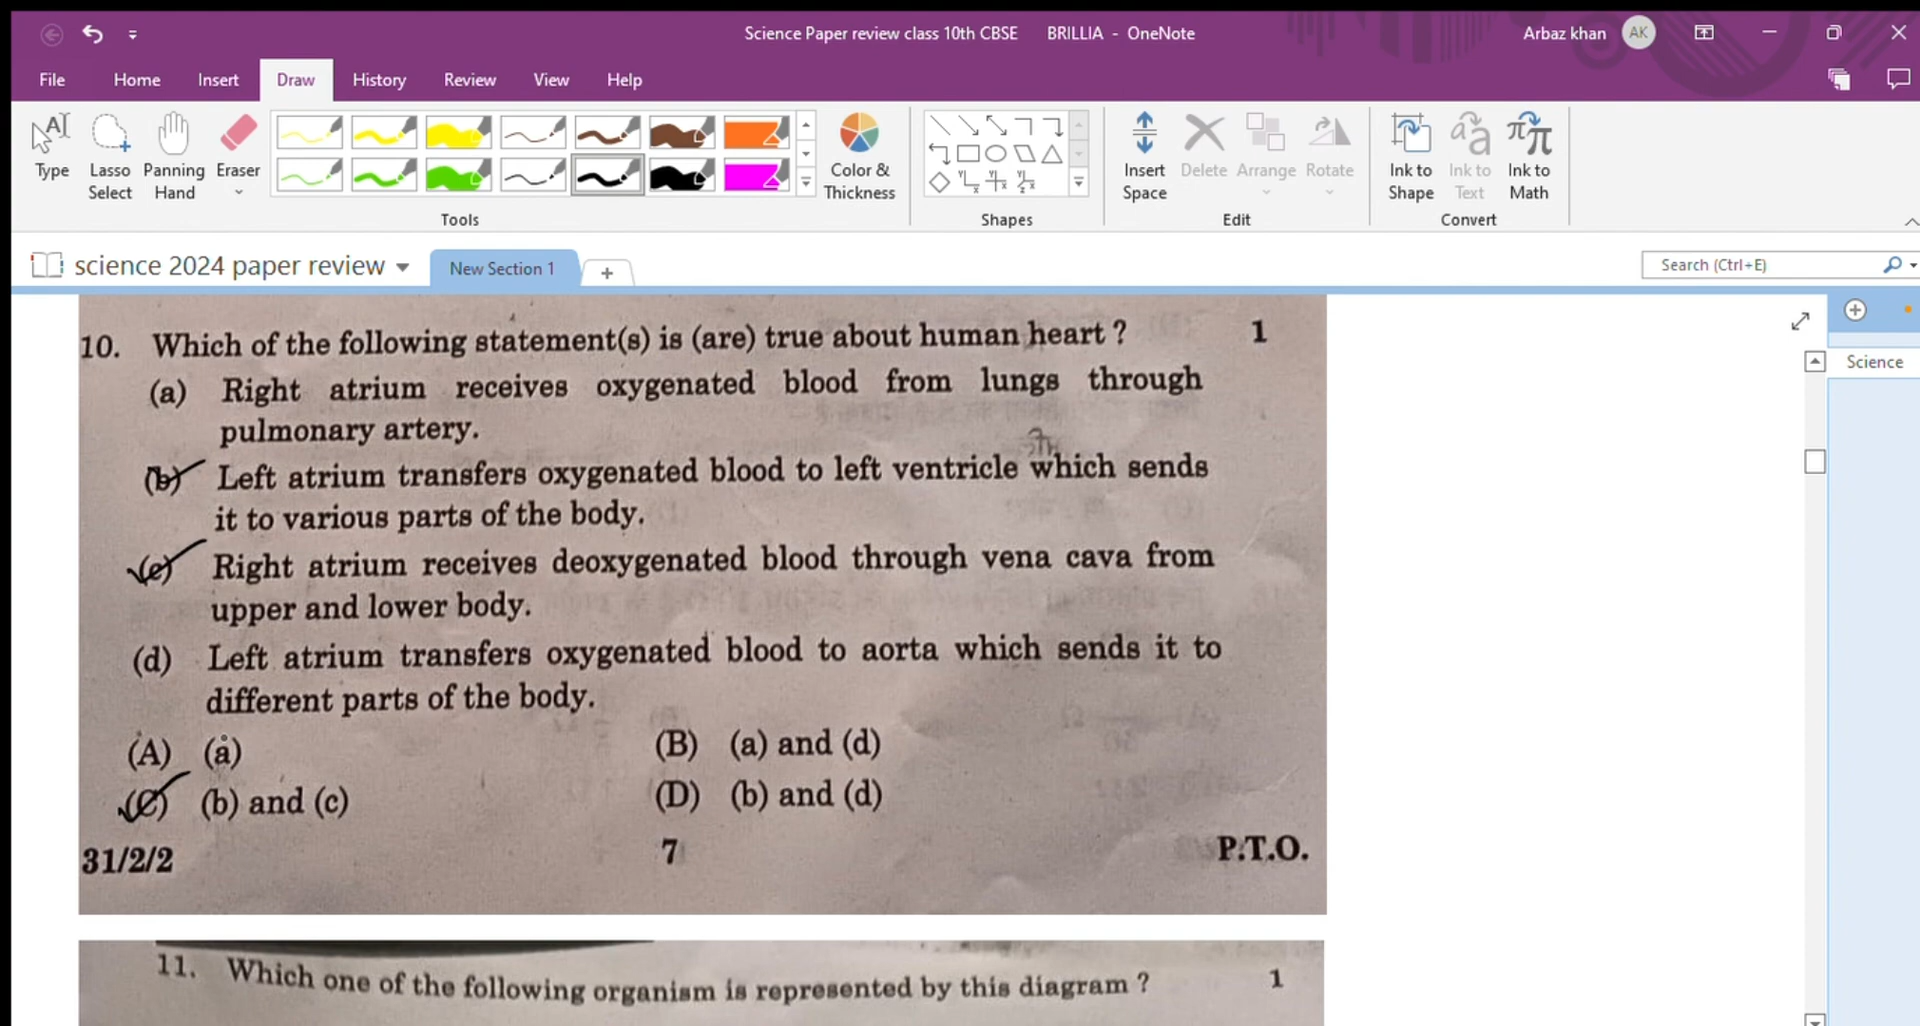 Science Paper review class 10th CBSE BRILLIA - OneNote
Arbaz khan AK
File Home Insert Draw History Review View Help
Type
Lasso Select
Panning Hand
Eraser
Color & Thickness
Insert Space
Delete
Arrange
Rotate
Ink to Shape
Ink to Text
Ink to Math
Tools
Shapes
Edit
Convert
science 2024 paper review
New Section 1
+
Search (Ctrl+E)
Science
10. Which of the following statement(s) is (are) true about human heart ? 1
(a) Right atrium receives oxygenated blood from lungs through
pulmonary artery.
(b) Left atrium transfers oxygenated blood to left ventricle which sends
it to various parts of the body.
(c) Right atrium receives deoxygenated blood through vena cava from
upper and lower body.
(d) Left atrium transfers oxygenated blood to aorta which sends it to
different parts of the body.
(A) (a) (B) (a) and (d)
(C) (b) and (c) (D) (b) and (d)
31/2/2 7 P.T.O.
11. Which one of the following organism is represented by this diagram ? 1